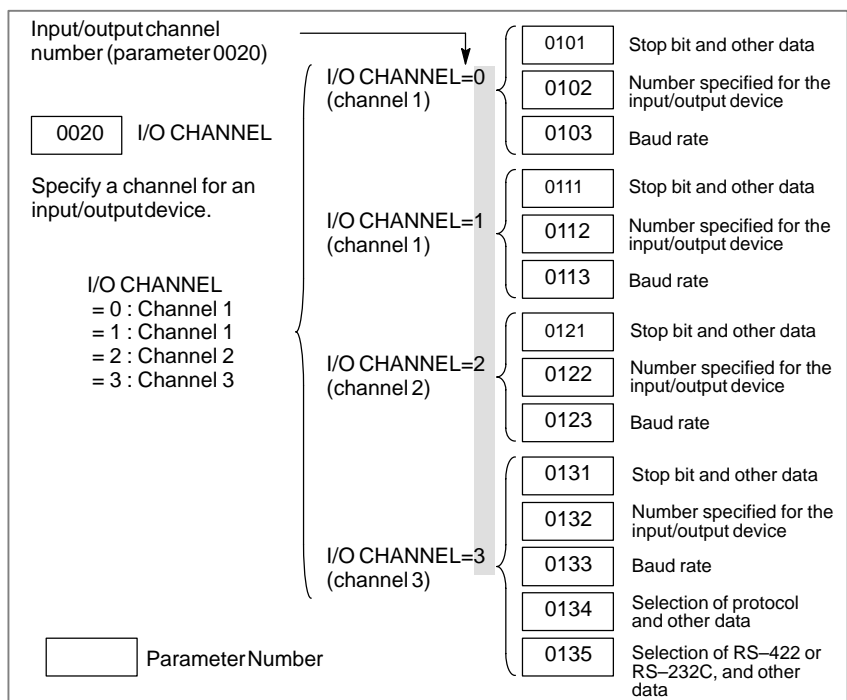 Input/output channel
number (parameter 0020)
0020 I/O CHANNEL
Specify a channel for an
input/output device.
I/O CHANNEL
= 0 : Channel 1
= 1 : Channel 1
= 2 : Channel 2
= 3 : Channel 3
I/O CHANNEL=0
(channel 1)
0101 Stop bit and other data
0102 Number specified for the
input/output device
0103 Baud rate
I/O CHANNEL=1
(channel 1)
0111 Stop bit and other data
0112 Number specified for the
input/output device
0113 Baud rate
I/O CHANNEL=2
(channel 2)
0121 Stop bit and other data
0122 Number specified for the
input/output device
0123 Baud rate
I/O CHANNEL=3
(channel 3)
0131 Stop bit and other data
0132 Number specified for the
input/output device
0133 Baud rate
0134 Selection of protocol
and other data
0135 Selection of RS–422 or
RS–232C, and other
data
Parameter Number